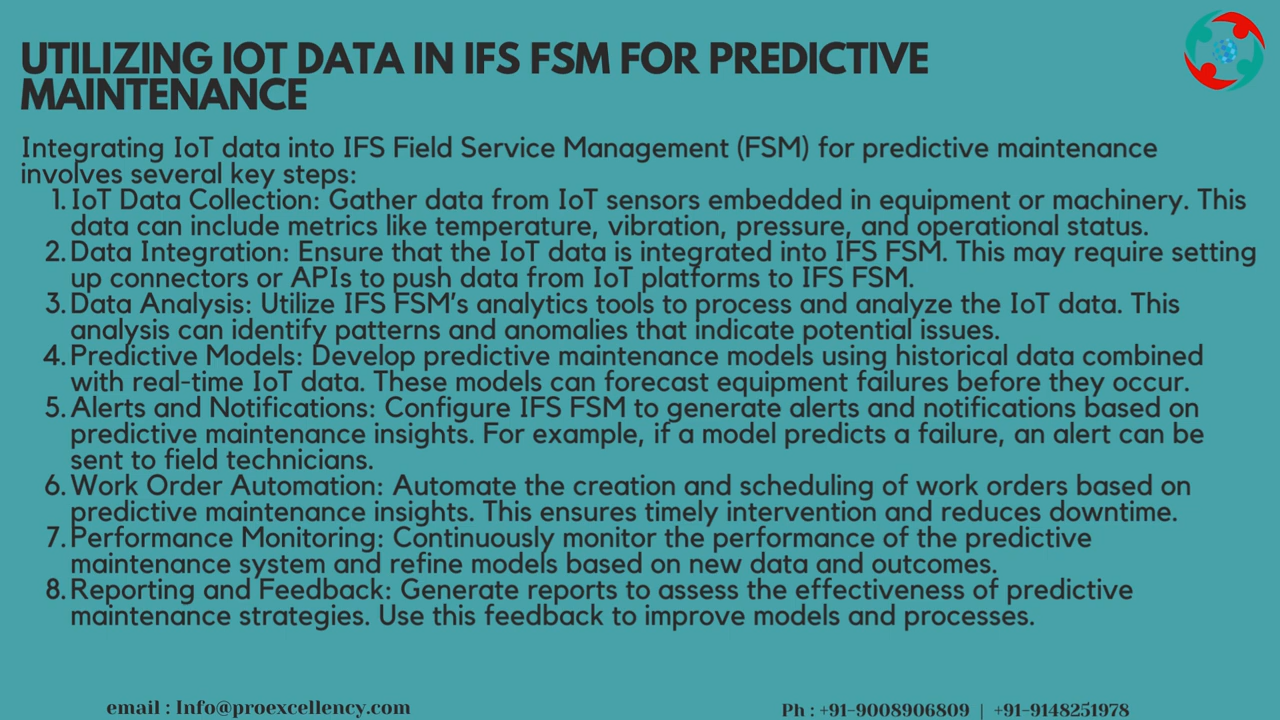 UTILIZING IOT DATA IN IFS FSM FOR PREDICTIVE
MAINTENANCE
Integrating IoT data into IFS Field Service Management (FSM) for predictive maintenance
involves several key steps:
1. IoT Data Collection: Gather data from IoT sensors embedded in equipment or machinery. This
data can include metrics like temperature, vibration, pressure, and operational status.
2. Data Integration: Ensure that the IoT data is integrated into IFS FSM. This may require setting
up connectors or APIs to push data from IoT platforms to IFS FSM.
3. Data Analysis: Utilize IFS FSM's analytics tools to process and analyze the IoT data. This
analysis can identify patterns and anomalies that indicate potential issues.
4. Predictive Models: Develop predictive maintenance models using historical data combined
with real-time IoT data. These models can forecast equipment failures before they occur.
5. Alerts and Notifications: Configure IFS FSM to generate alerts and notifications based on
predictive maintenance insights. For example, if a model predicts a failure, an alert can be
sent to field technicians.
6. Work Order Automation: Automate the creation and scheduling of work orders based on
predictive maintenance insights. This ensures timely intervention and reduces downtime.
7. Performance Monitoring: Continuously monitor the performance of the predictive
maintenance system and refine models based on new data and outcomes.
8. Reporting and Feedback: Generate reports to assess the effectiveness of predictive
maintenance strategies. Use this feedback to improve models and processes.
email : Info@proexcellency.com
Ph : +91-9008906809 | +91-9148251978